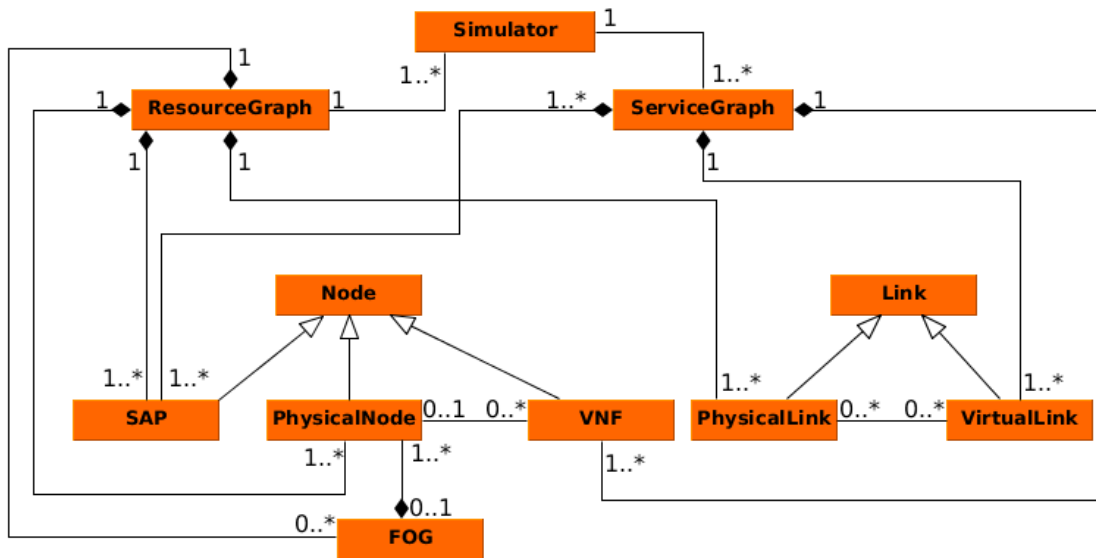 Simulator
1
1
1..*
1..*
1
ResourceGraph
1
1..*
ServiceGraph
1
1
1
1
Node
Link
1..*
1..*
1..*
1..*
SAP
PhysicalNode
0..1
0..*
VNF
PhysicalLink
0..*
0..*
VirtualLink
1..*
1..*
1..*
0..*
0..1
FOG